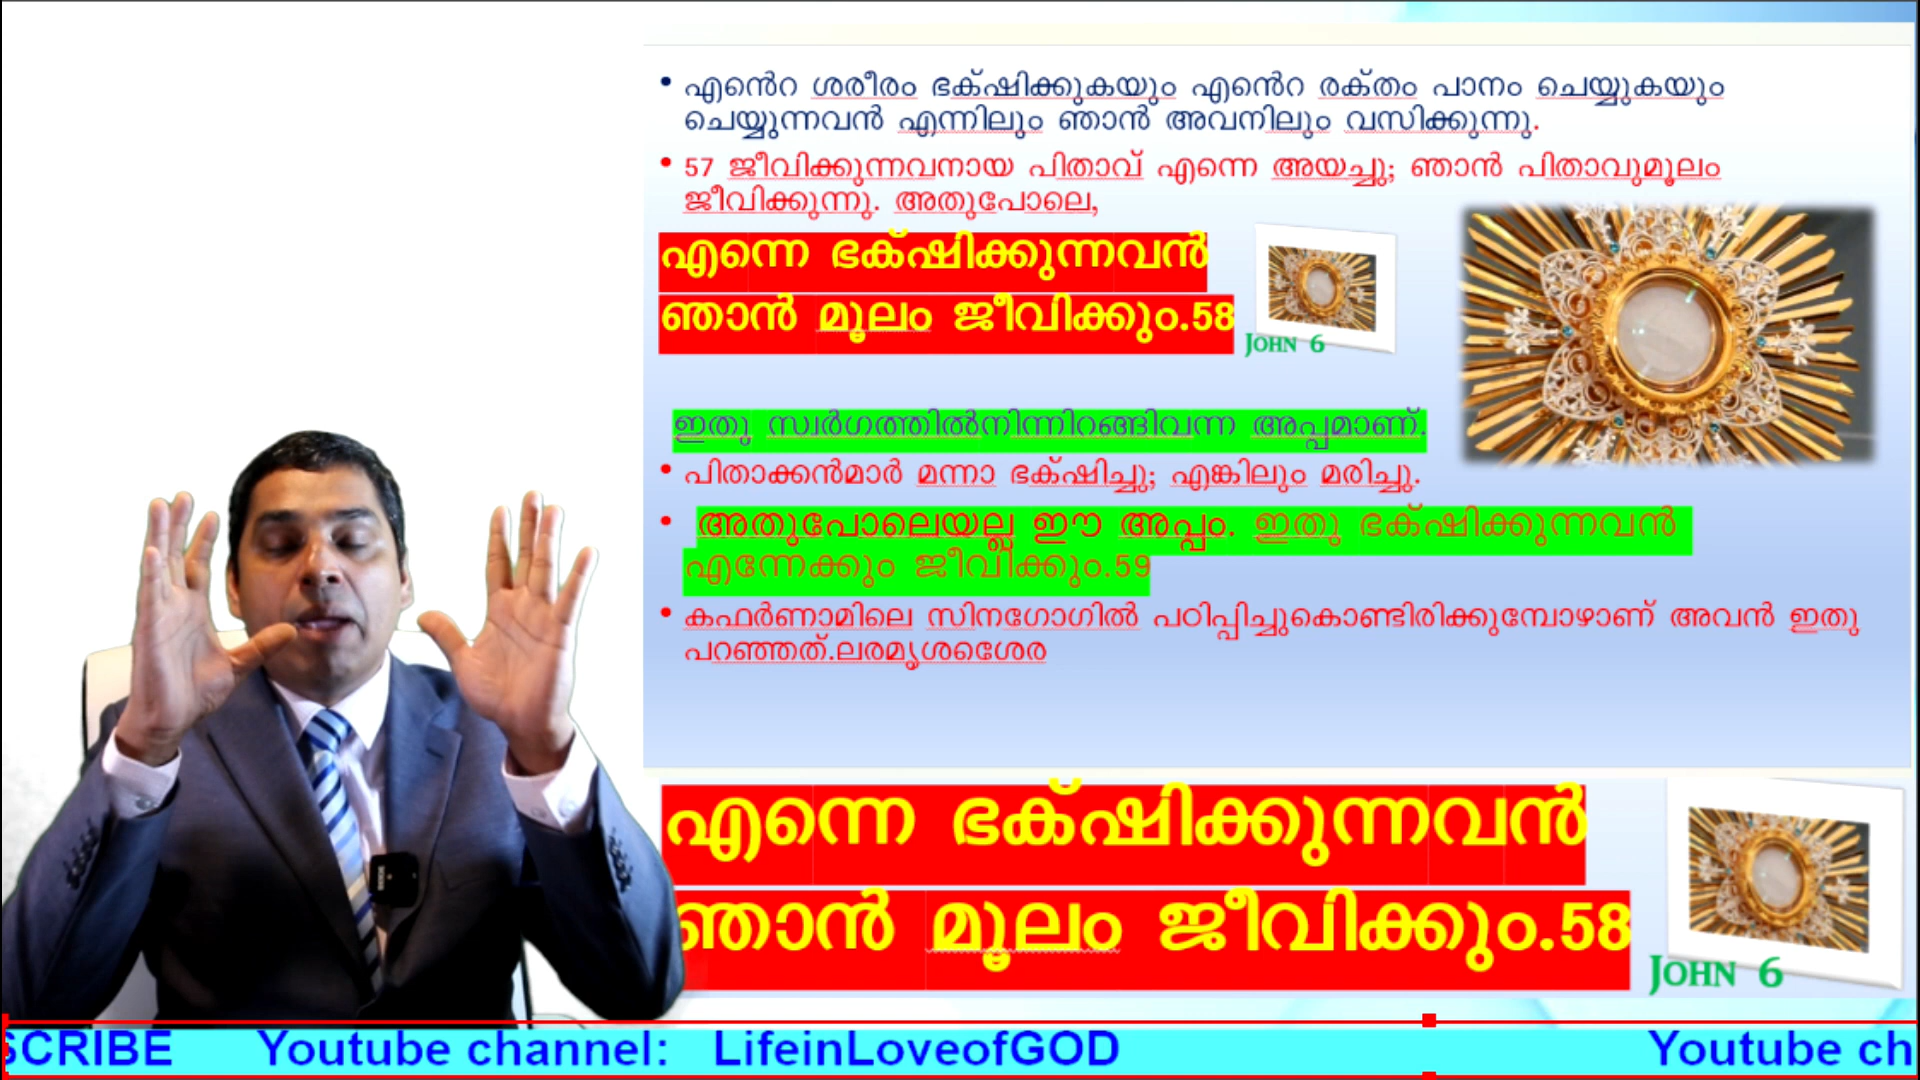 എൻെറ ശരീരം ഭക്ഷിക്കുകയും എൻെറ രക്തം പാനം ചെയ്യുകയും
ചെയ്യുന്നവൻ എന്നിലും ഞാൻ അവനിലും വസിക്കുന്നു.
57 ജീവിക്കുന്നവനായ പിതാവ് എന്നെ അയച്ചു; ഞാൻ പിതാവുമൂലം
ജീവിക്കുന്നു. അതുപോലെ,
എന്നെ ഭക്ഷിക്കുന്നവൻ
ഞാൻ മൂലം ജീവിക്കും.58
JOHN 6
ഇതു സ്വർഗത്തിൽനിന്നിറങ്ങിവന്ന അപ്പമാണ്.
പിതാക്കൻമാർ മന്നാ ഭക്ഷിച്ചു; എങ്കിലും മരിച്ചു.
അതുപോലെയല്ല ഈ അപ്പം. ഇതു ഭക്ഷിക്കുന്നവൻ
എന്നേക്കും ജീവിക്കും.59
കഫർണാമിലെ സിനഗോഗിൽ പഠിപ്പിച്ചുകൊണ്ടിരിക്കുമ്പോഴാണ് അവൻ ഇതു
പറഞ്ഞത്.ലരമൃശശേെര
എന്നെ ഭക്ഷിക്കുന്നവൻ
ഞാൻ മൂലം ജീവിക്കും.58
JOHN 6
SCRIBE Youtube channel: LifeinLoveofGOD Youtube ch